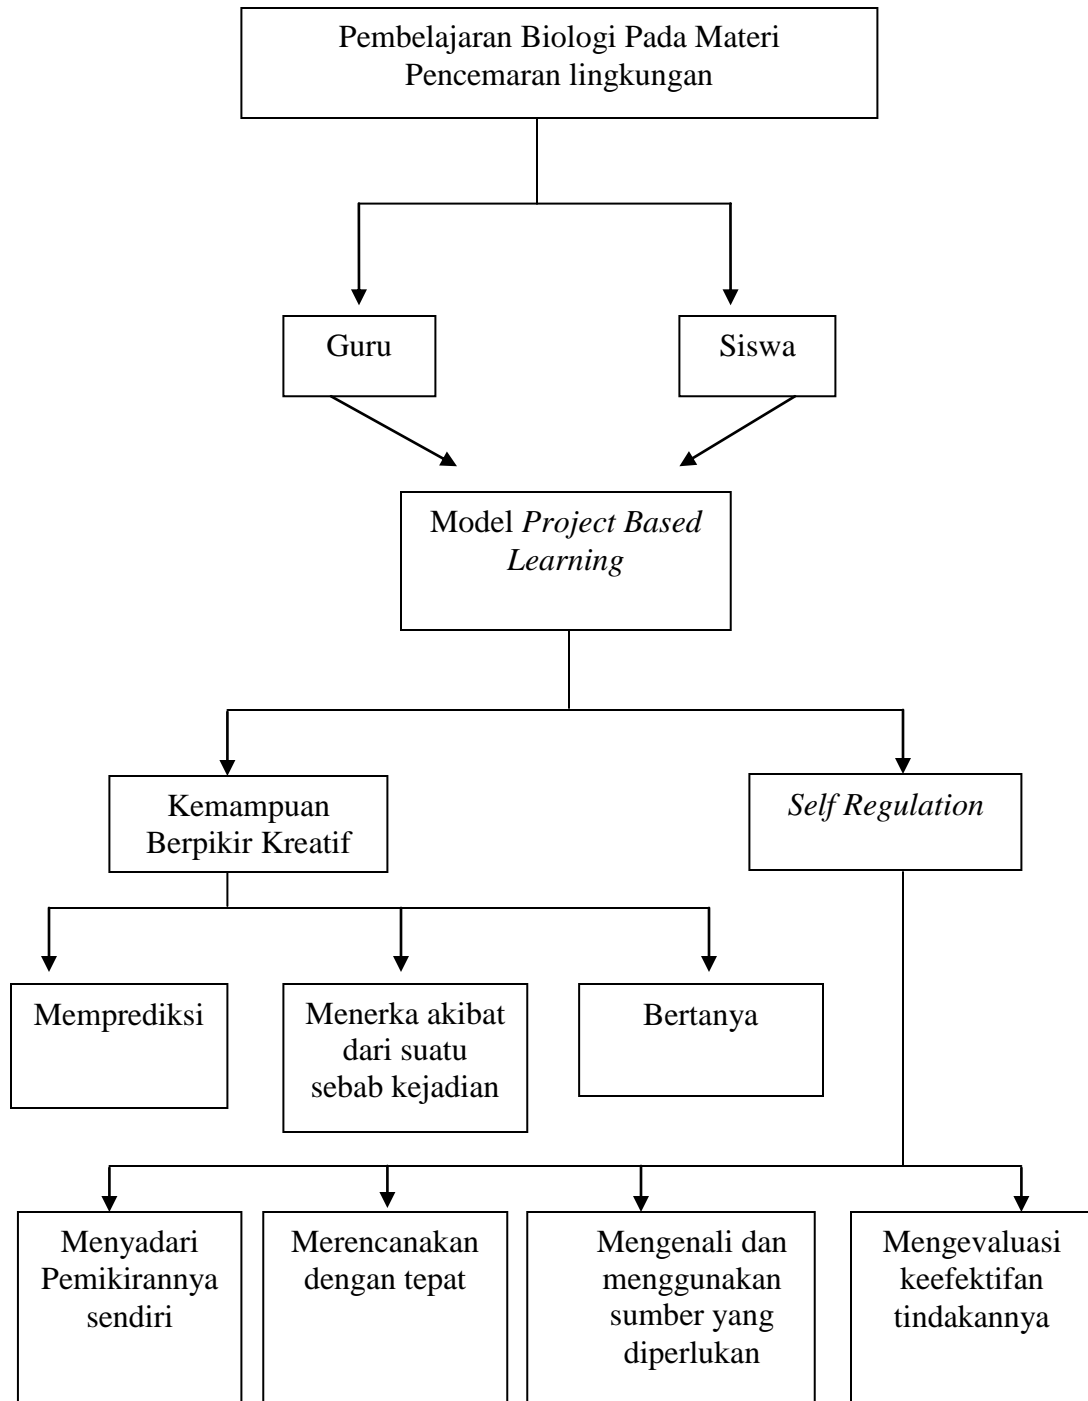 Pembelajaran Biologi Pada Materi
Pencemaran lingkungan
Guru
Siswa
Model Project Based
Learning
Kemampuan
Berpikir Kreatif
Self Regulation
Memprediksi
Menerka akibat
dari suatu
sebab kejadian
Bertanya
Menyadari
Pemikirannya
sendiri
Merencanakan
dengan tepat
Mengenali dan
menggunakan
sumber yang
diperlukan
Mengevaluasi
keefektifan
tindakannya